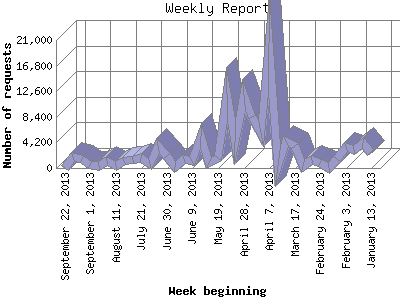 Weekly Report
Number of requests
21,000
16,800
12,600
8,400
4,200
0
September 22, 2013
September 1, 2013
August 11, 2013
July 21, 2013
June 30, 2013
June 9, 2013
May 19, 2013
April 28, 2013
April 7, 2013
March 17, 2013
February 24, 2013
February 3, 2013
January 13, 2013
Week beginning